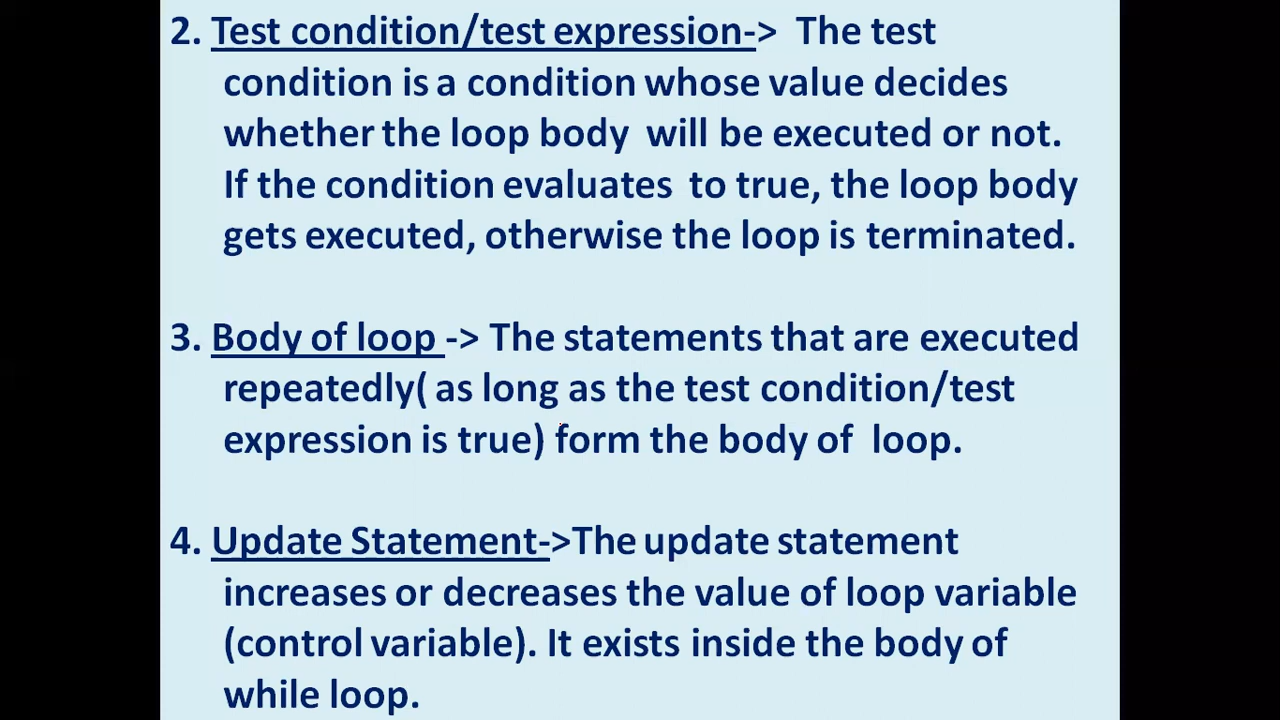 2. Test condition/test expression-> The test
condition is a condition whose value decides
whether the loop body will be executed or not.
If the condition evaluates to true, the loop body
gets executed, otherwise the loop is terminated.
3. Body of loop -> The statements that are executed
repeatedly( as long as the test condition/test
expression is true) form the body of loop.
4. Update Statement->The update statement
increases or decreases the value of loop variable
(control variable). It exists inside the body of
while loop.